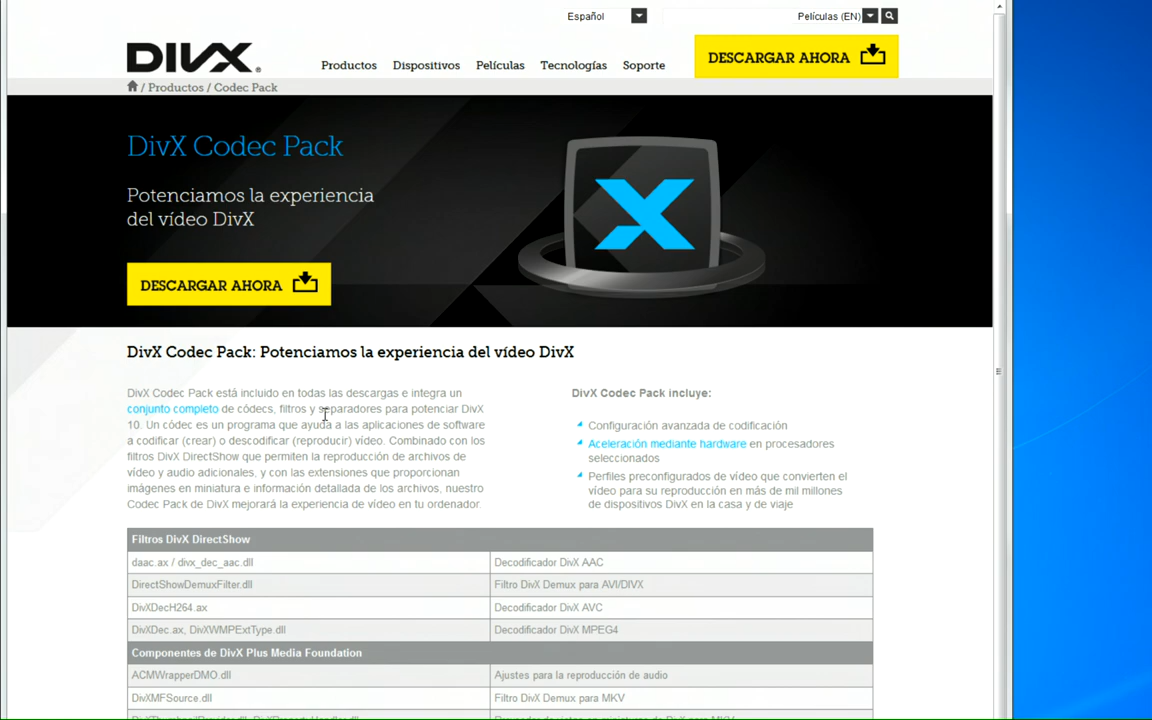 Español
Películas (EN)
DIVX
Productos Dispositivos Películas Tecnologías Soporte
DESCARGAR AHORA
/ Productos / Codec Pack
DivX Codec Pack
Potenciamos la experiencia
del vídeo DivX
DESCARGAR AHORA
DivX Codec Pack: Potenciamos la experiencia del vídeo DivX
DivX Codec Pack está incluido en todas las descargas e integra un
conjunto completo de códecs, filtros y separadores para potenciar DivX
10. Un códec es un programa que ayuda a las aplicaciones de software
a codificar (crear) o descodificar (reproducir) vídeo. Combinado con los
filtros DivX DirectShow que permiten la reproducción de archivos de
vídeo y audio adicionales, y con las extensiones que proporcionan
imágenes en miniatura e información detallada de los archivos, nuestro
Codec Pack de DivX mejorará la experiencia de vídeo en tu ordenador.
DivX Codec Pack incluye:
Configuración avanzada de codificación
Aceleración mediante hardware en procesadores
seleccionados
Perfiles preconfigurados de vídeo que convierten el
vídeo para su reproducción en más de mil millones
de dispositivos DivX en la casa y de viaje
Filtros DivX DirectShow
daac.ax / divx_dec_aac.dll Decodificador DivX AAC
DirectShowDemuxFilter.dll Filtro DivX Demux para AVI/DIVX
DivXDecH264.ax Decodificador DivX AVC
DivXDec.ax, DivXWMPExtType.dll Decodificador DivX MPEG4
Componentes de DivX Plus Media Foundation
ACMWrapperDMO.dll Ajustes para la reproducción de audio
DivXMFSource.dll Filtro DivX Demux para MKV